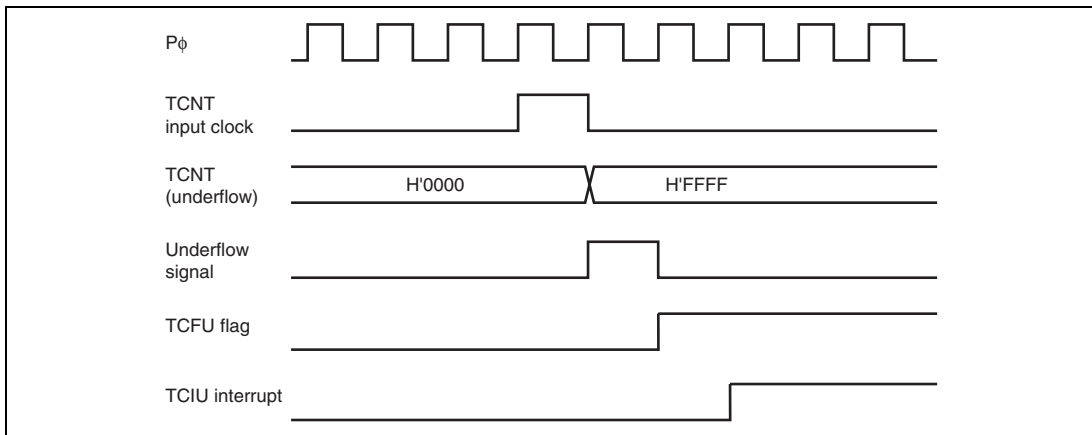 Pϕ
TCNT
input clock
TCNT
(underflow)
H'0000
H'FFFF
Underflow
signal
TCFU flag
TCIU interrupt